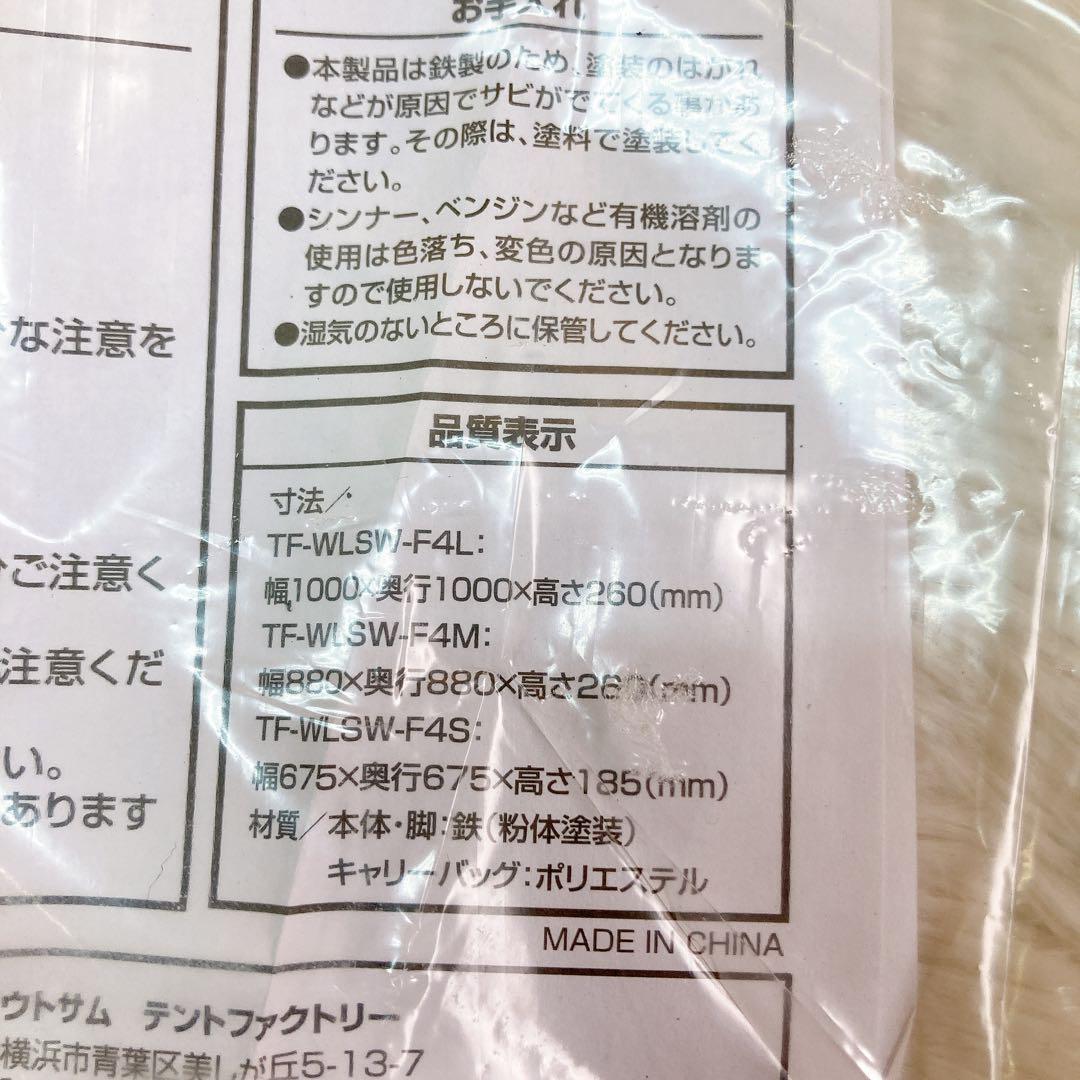 お手入れ
●本製品は鉄製のため、塗装のはがれ
などが原因でサビがでてくる事があ
ります。その際は、塗料で塗装してく
ださい。
●シンナー、ベンジンなど有機溶剤の
使用は色落ち、変色の原因となりま
すので使用しないでください。
●湿気のないところに保管してください。
な注意を
ご注意く
注意くだ
い。
あります
品質表示
寸法/
TF-WLSW-F4L:
幅1000×奥行1000×高さ260(mm)
TF-WLSW-F4M:
幅880×奥行880×高さ260(mm)
TF-WLSW-F4S:
幅675×奥行675×高さ185(mm)
材質/本体・脚:鉄(粉体塗装)
キャリーバッグ:ポリエステル
MADE IN CHINA
ウトサム テントファクトリー
横浜市青葉区美しが丘5-13-7